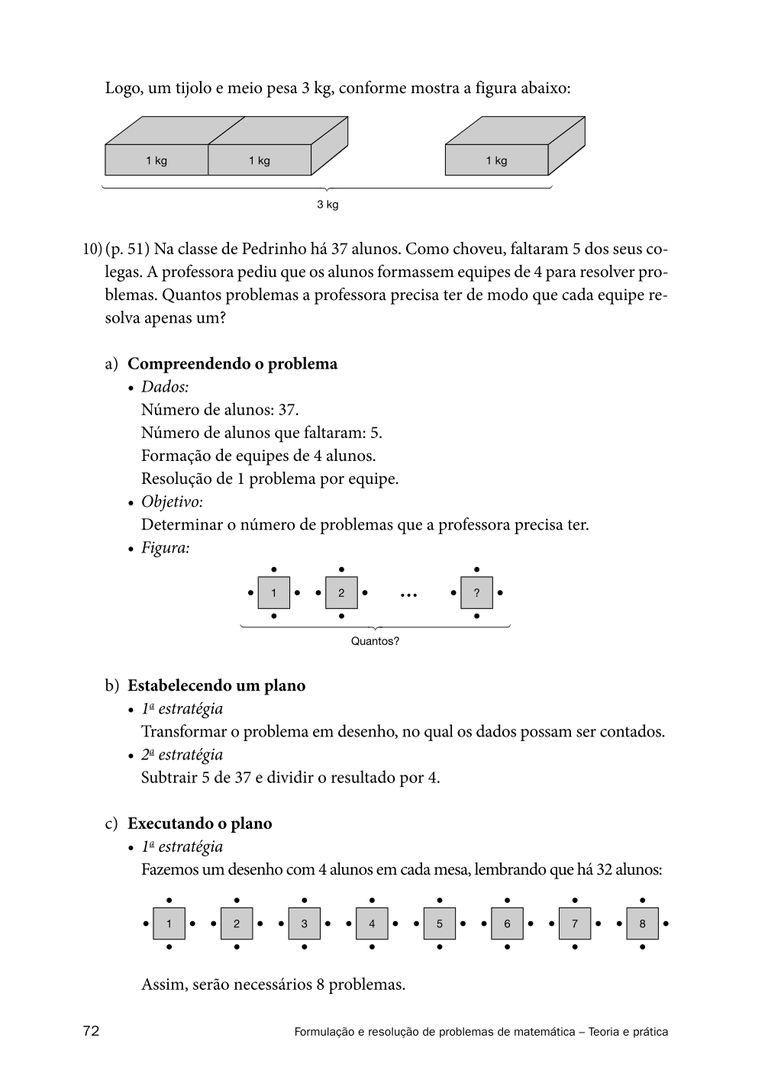 Logo, um tijolo e meio pesa 3 kg, conforme mostra a figura abaixo:
1 kg 1 kg 1 kg
3 kg
10) (p. 51) Na classe de Pedrinho há 37 alunos. Como choveu, faltaram 5 dos seus co-
legas. A professora pediu que os alunos formassem equipes de 4 para resolver pro-
blemas. Quantos problemas a professora precisa ter de modo que cada equipe re-
solva apenas um?
a) Compreendendo o problema
• Dados:
Número de alunos: 37.
Número de alunos que faltaram: 5.
Formação de equipes de 4 alunos.
Resolução de 1 problema por equipe.
• Objetivo:
Determinar o número de problemas que a professora precisa ter.
• Figura:
1 2 ... ?
Quantos?
b) Estabelecendo um plano
• 1ª estratégia
Transformar o problema em desenho, no qual os dados possam ser contados.
• 2ª estratégia
Subtrair 5 de 37 e dividir o resultado por 4.
c) Executando o plano
• 1ª estratégia
Fazemos um desenho com 4 alunos em cada mesa, lembrando que há 32 alunos:
1 2 3 4 5 6 7 8
Assim, serão necessários 8 problemas.
72 Formulação e resolução de problemas de matemática – Teoria e prática